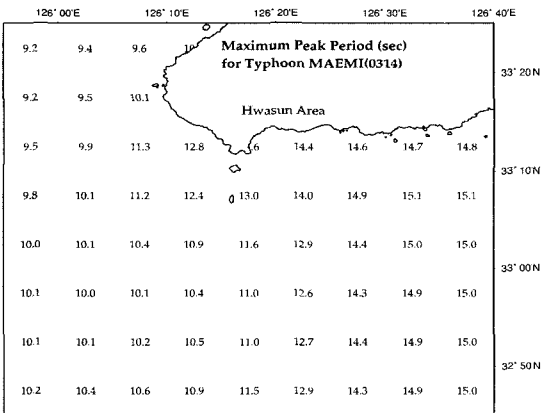 126° 00'E 126° 10'E 126° 20'E 126° 30'E 126° 40'E
9.2 9.4 9.6 Maximum Peak Period (sec)
for Typhoon MAEMI(0314)
33° 20'N
9.2 9.5 10.1
Hwasun Area
9.5 9.9 11.3 12.8 14.4 14.6 14.7 14.8
33° 10'N
9.8 10.1 11.2 12.4 13.0 14.0 14.9 15.1 15.1
10.0 10.1 10.4 10.9 11.6 12.9 14.4 15.0 15.0
33° 00'N
10.1 10.0 10.1 10.4 11.0 12.6 14.3 14.9 15.0
10.1 10.1 10.2 10.5 11.0 12.7 14.4 14.9 15.0
32° 50'N
10.2 10.4 10.6 10.9 11.5 12.9 14.3 14.9 15.0